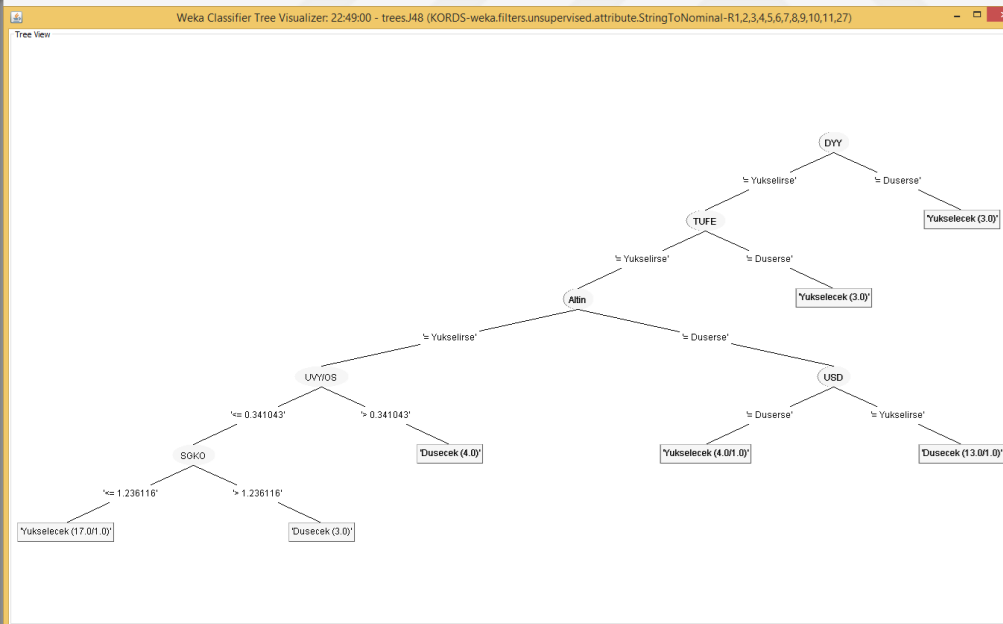 Weka Classifier Tree Visualizer: 22:49:00 - trees.J48 (KORDS-weka.filters.unsupervised.attribute.StringToNominal-R1,2,3,4,5,6,7,8,9,10,11,27)
Tree View
DYY
'= Yukselirse' '= Duserse'
TUFE 'Yukselecek (3.0)'
'= Yukselirse' '= Duserse'
Altin 'Yukselecek (3.0)'
'= Yukselirse' '= Duserse'
UVY/OS USD
'<= 0.341043' '> 0.341043' '= Duserse' '= Yukselirse'
SGKO 'Dusecek (4.0)' 'Yukselecek (4.0/1.0)' 'Dusecek (13.0/1.0)'
'<= 1.236116' '> 1.236116'
'Yukselecek (17.0/1.0)' 'Dusecek (3.0)'